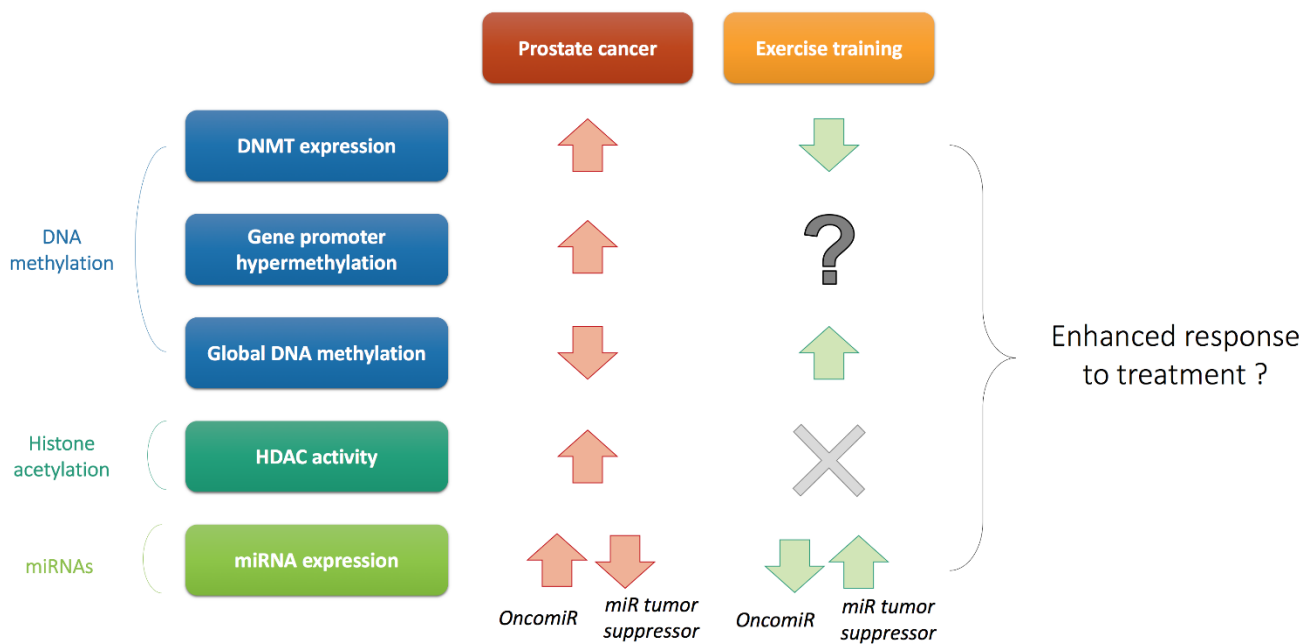 Prostate cancer
Exercise training
DNA
methylation
DNMT expression
Gene promoter
hypermethylation
?
Global DNA methylation
Enhanced response
to treatment ?
Histone
acetylation
HDAC activity
miRNAs
miRNA expression
OncomiR
miR tumor
suppressor
OncomiR
miR tumor
suppressor